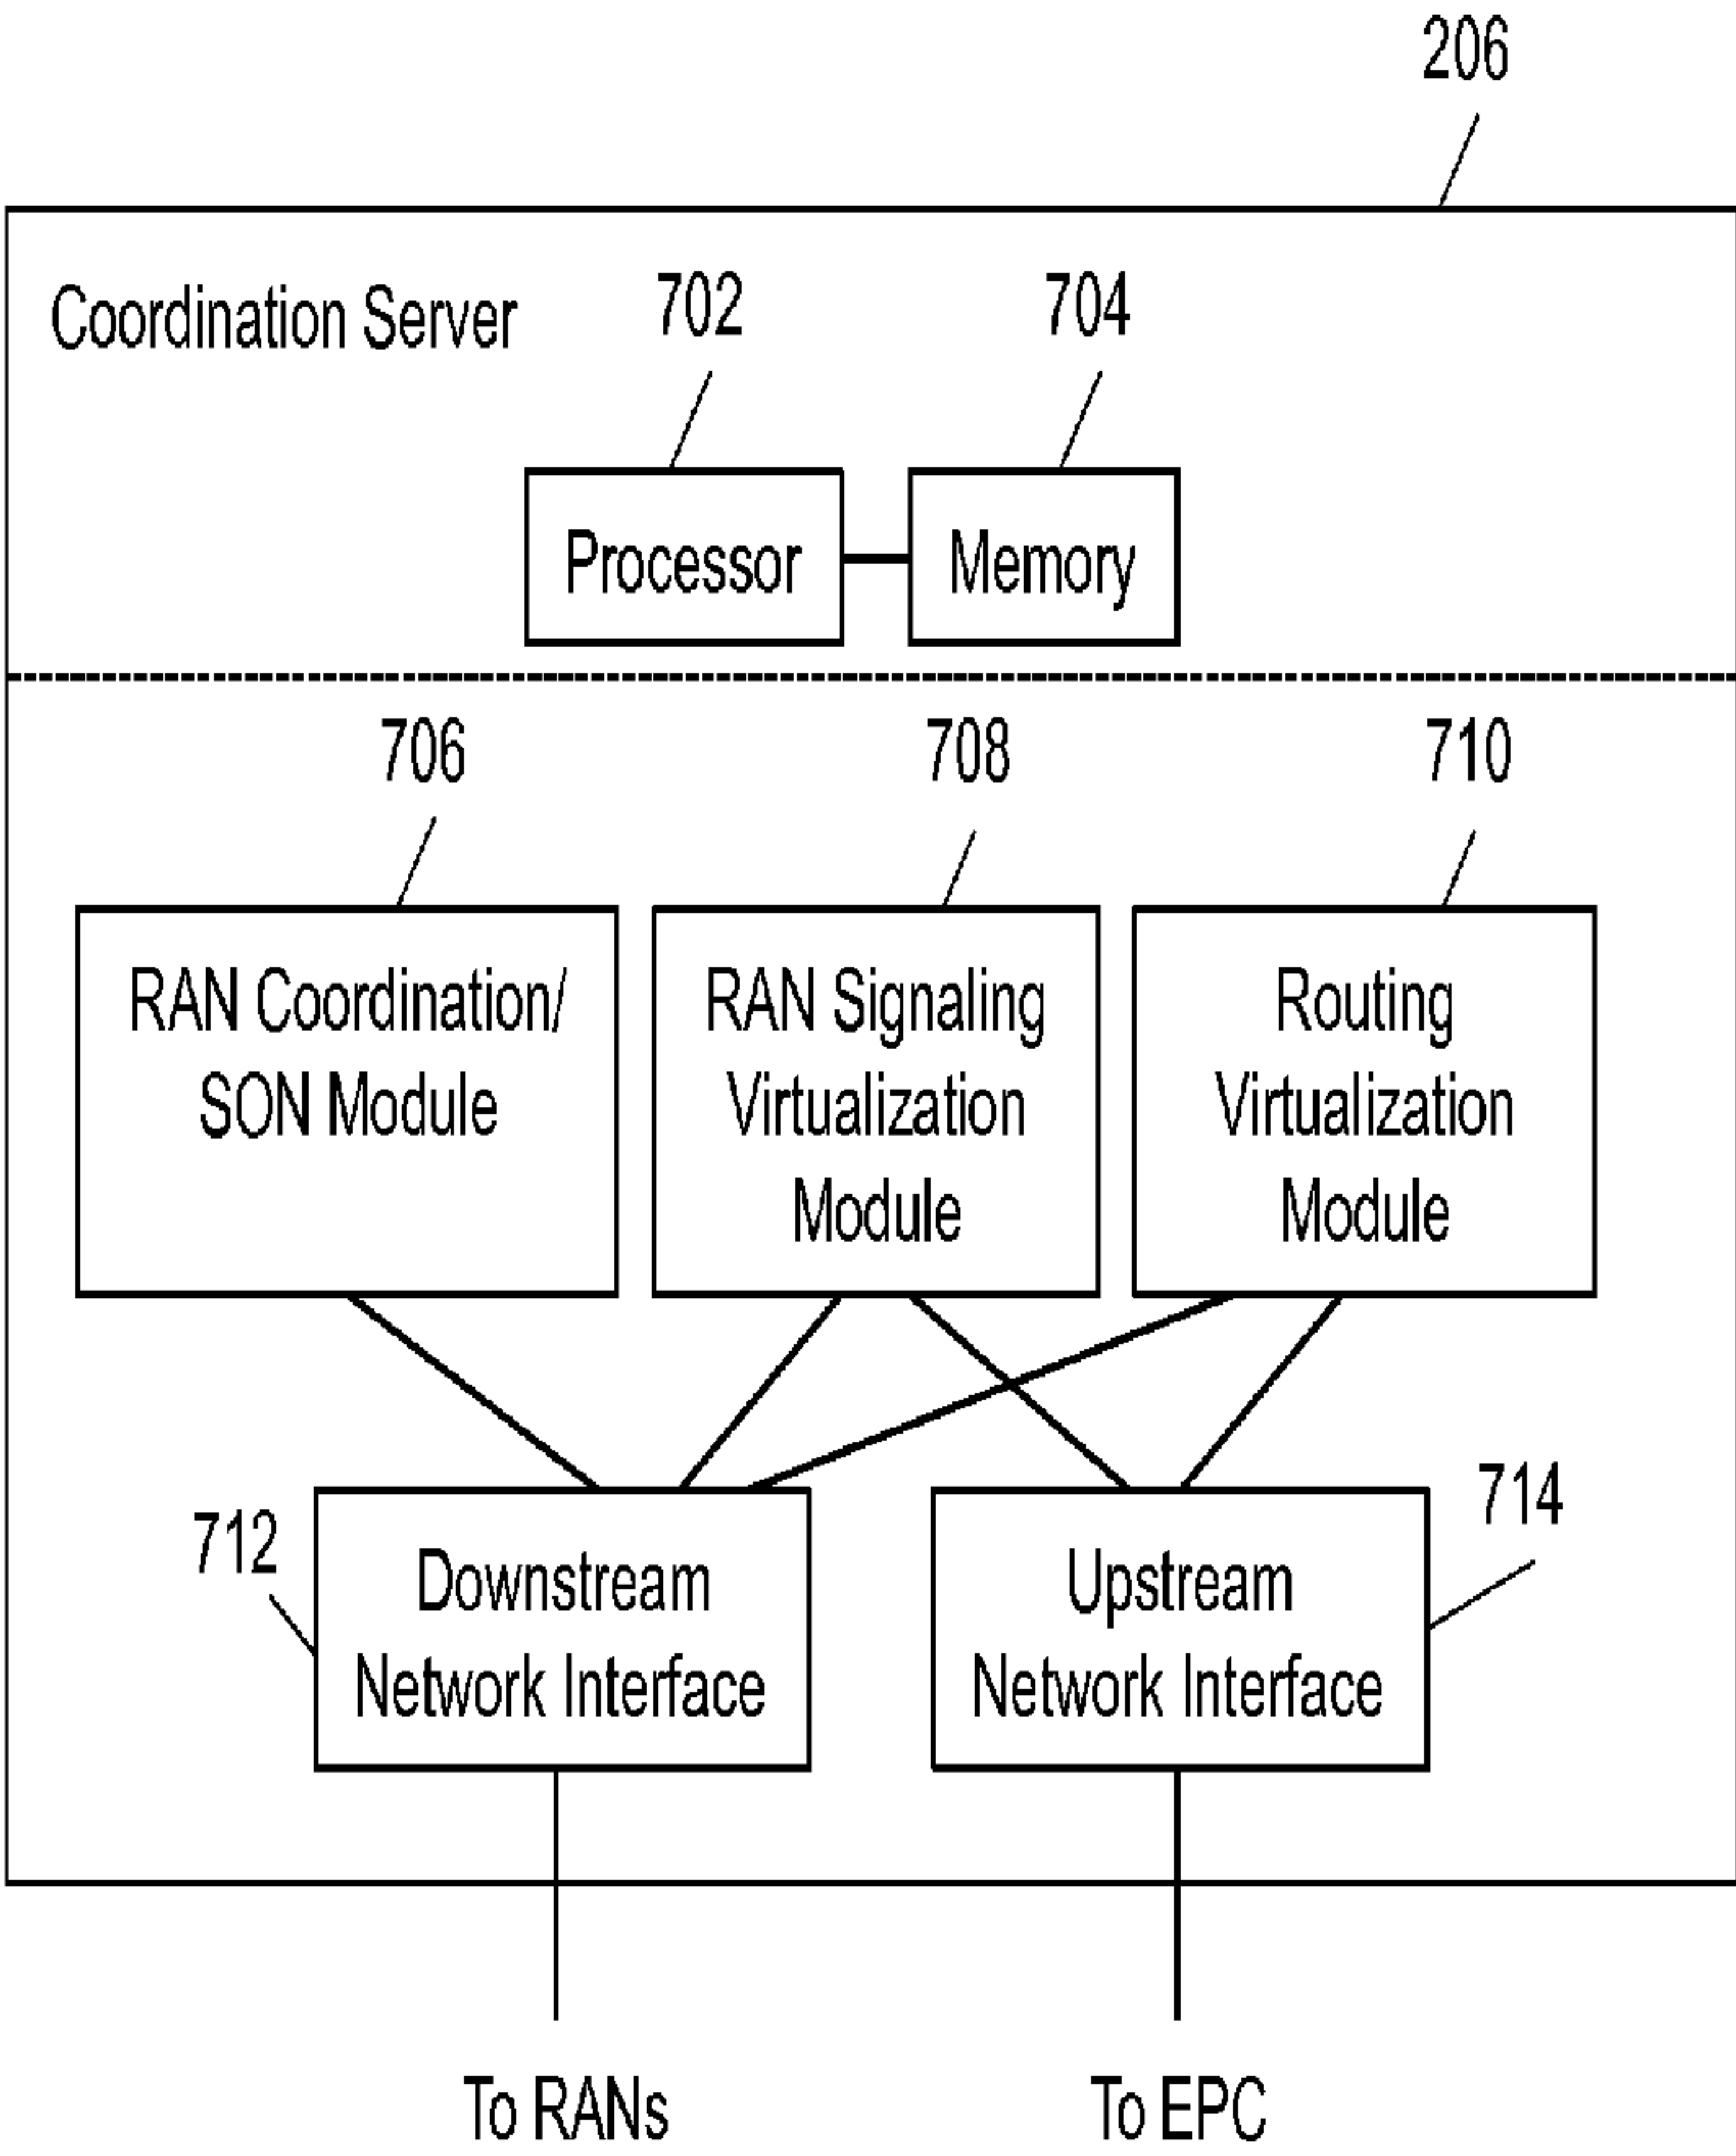 206
Coordination Server
702
704
Processor
Memory
706
708
710
RAN Coordination/
SON Module
RAN Signaling
Virtualization
Module
Routing
Virtualization
Module
712
714
Downstream
Network Interface
Upstream
Network Interface
To RANs
To EPC